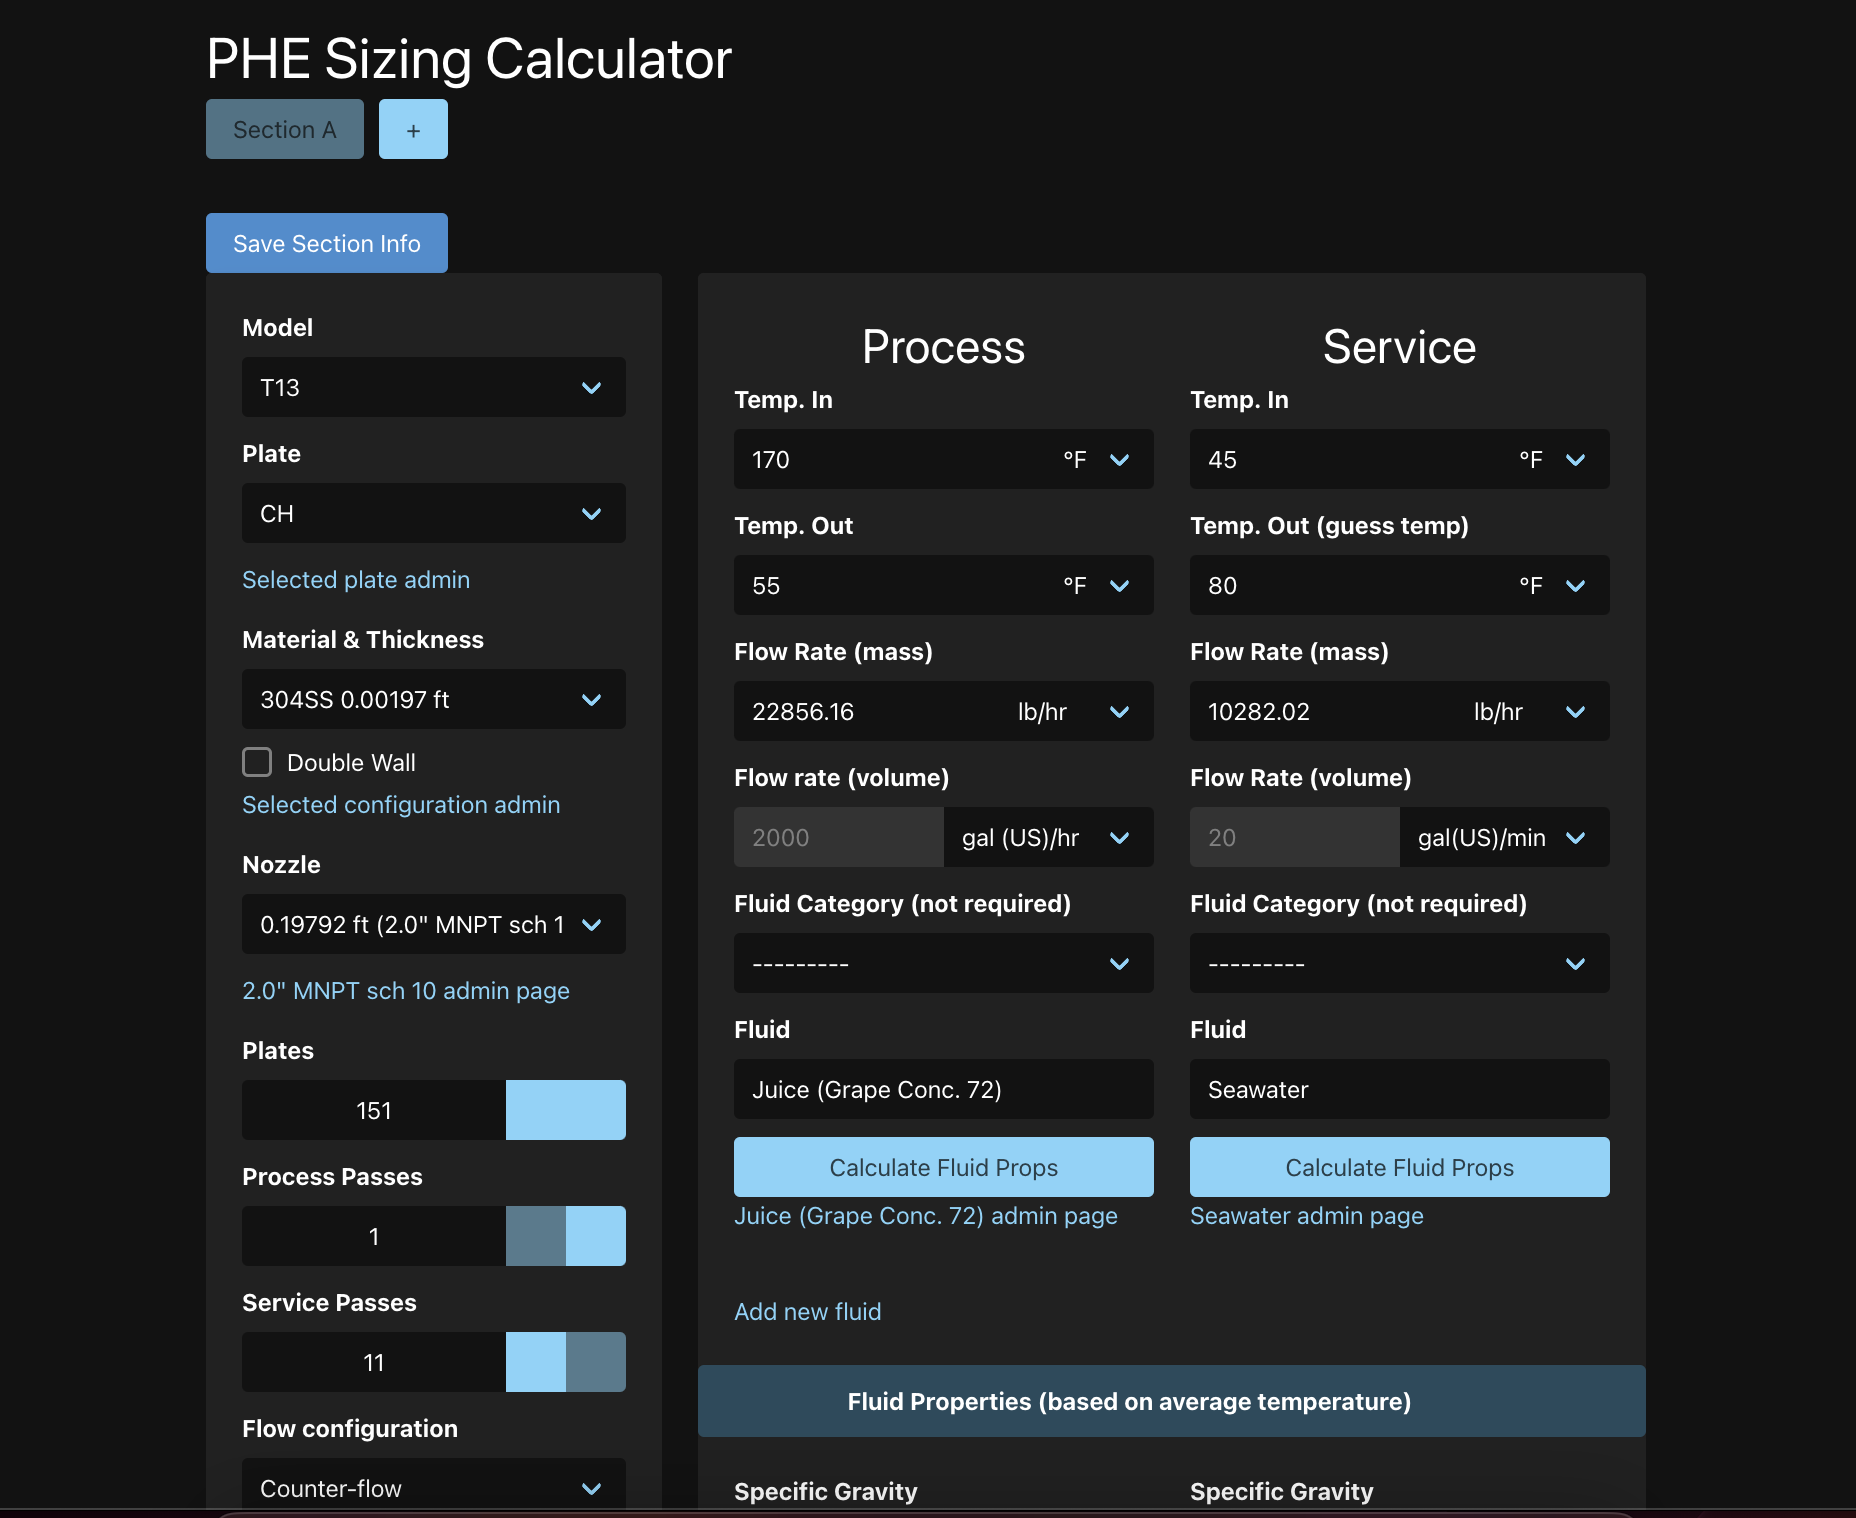 PHE Sizing Calculator
Section A
+
Save Section Info
Model
T13
Plate
CH
Selected plate admin
Material & Thickness
304SS 0.00197 ft
Double Wall
Selected configuration admin
Nozzle
0.19792 ft (2.0" MNPT sch 1
2.0" MNPT sch 10 admin page
Plates
151
Process Passes
1
Service Passes
11
Flow configuration
Counter-flow
Process
Temp. In
170 °F
Temp. Out
55 °F
Flow Rate (mass)
22856.16 lb/hr
Flow rate (volume)
2000 gal (US)/hr
Fluid Category (not required)
---------
Fluid
Juice (Grape Conc. 72)
Calculate Fluid Props
Juice (Grape Conc. 72) admin page
Add new fluid
Service
Temp. In
45 °F
Temp. Out (guess temp)
80 °F
Flow Rate (mass)
10282.02 lb/hr
Flow Rate (volume)
20 gal(US)/min
Fluid Category (not required)
---------
Fluid
Seawater
Calculate Fluid Props
Seawater admin page
Fluid Properties (based on average temperature)
Specific Gravity
Specific Gravity